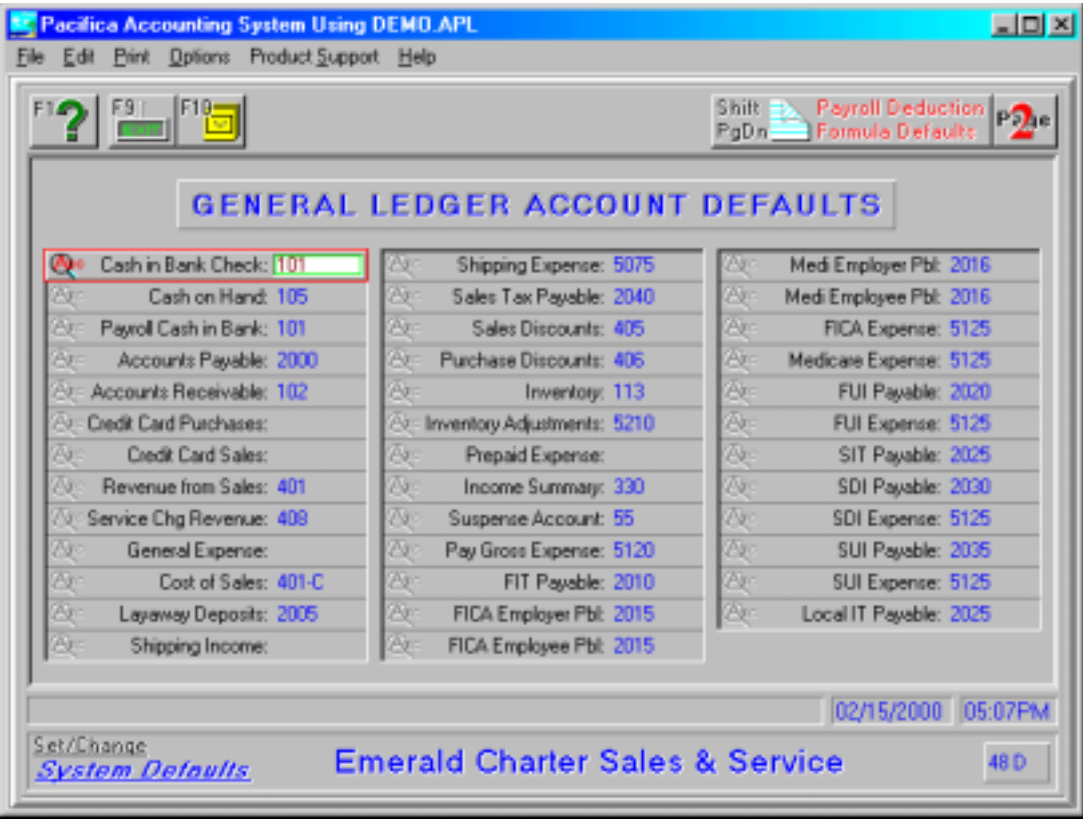 Pacifica Accounting System Using DEMO.APL
File Edit Print Options Product Support Help
F1 ? F9 EXIT F10
Shift PgDn Payroll Deduction Formula Defaults Page 2
GENERAL LEDGER ACCOUNT DEFAULTS
Cash in Bank Check: 101
Cash on Hand: 105
Payroll Cash in Bank: 101
Accounts Payable: 2000
Accounts Receivable: 102
Credit Card Purchases:
Credit Card Sales:
Revenue from Sales: 401
Service Chg Revenue: 408
General Expense:
Cost of Sales: 401-C
Layaway Deposits: 2005
Shipping Income:
Shipping Expense: 5075
Sales Tax Payable: 2040
Sales Discounts: 405
Purchase Discounts: 406
Inventory: 113
Inventory Adjustments: 5210
Prepaid Expense:
Income Summary: 330
Suspense Account: 55
Pay Gross Expense: 5120
FIT Payable: 2010
FICA Employer Pbl: 2015
FICA Employee Pbl: 2015
Medi Employer Pbl: 2016
Medi Employee Pbl: 2016
FICA Expense: 5125
Medicare Expense: 5125
FUI Payable: 2020
FUI Expense: 5125
SIT Payable: 2025
SDI Payable: 2030
SDI Expense: 5125
SUI Payable: 2035
SUI Expense: 5125
Local IT Payable: 2025
02/15/2000 05:07PM
Set/Change
System Defaults
Emerald Charter Sales & Service
48 D